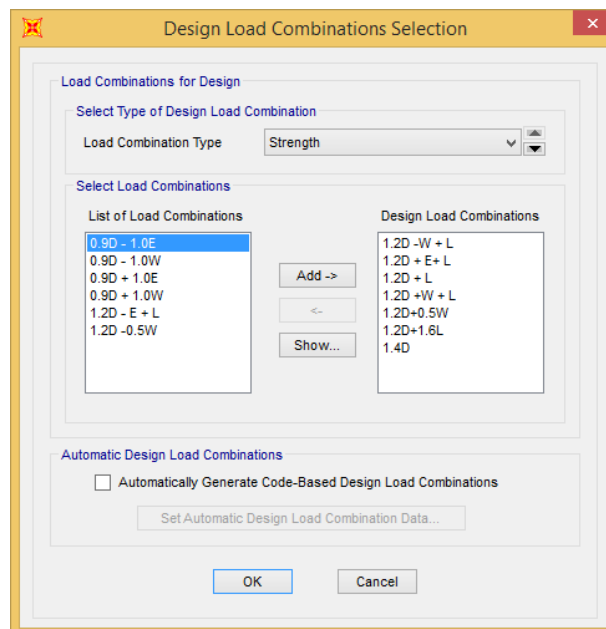 Design Load Combinations Selection
Load Combinations for Design
Select Type of Design Load Combination
Load Combination Type
Strength
Select Load Combinations
List of Load Combinations
0.9D - 1.0E
0.9D - 1.0W
0.9D + 1.0E
0.9D + 1.0W
1.2D - E + L
1.2D -0.5W
Add ->
<-
Show...
Design Load Combinations
1.2D -W + L
1.2D + E+ L
1.2D + L
1.2D +W + L
1.2D+0.5W
1.2D+1.6L
1.4D
Automatic Design Load Combinations
Automatically Generate Code-Based Design Load Combinations
Set Automatic Design Load Combination Data...
OK
Cancel